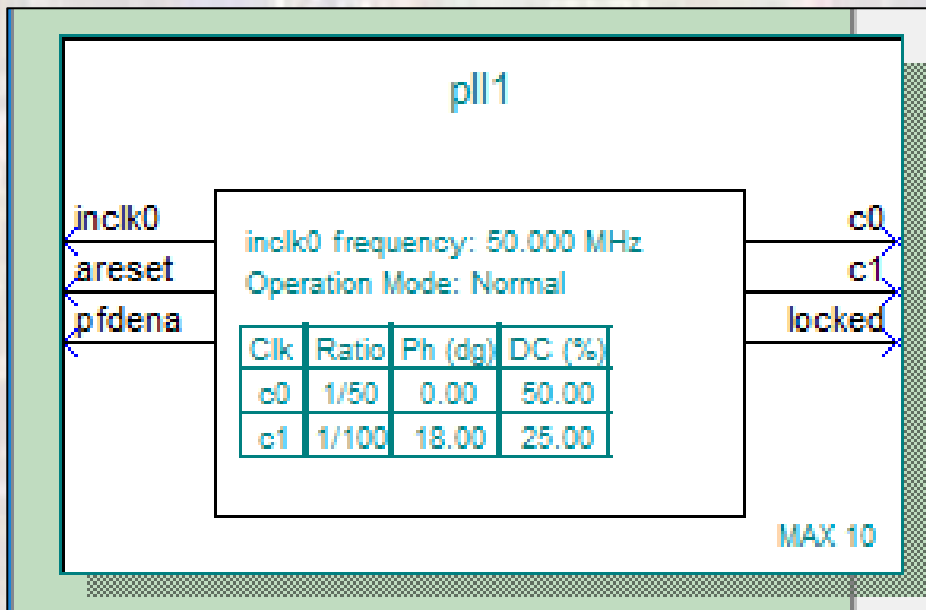 pll1
inclk0
areset
pfdena
inclk0 frequency: 50.000 MHz
Operation Mode: Normal
Clk Ratio Ph (dg) DC (%)
c0 1/50 0.00 50.00
c1 1/100 18.00 25.00
c0
c1
locked
MAX 10